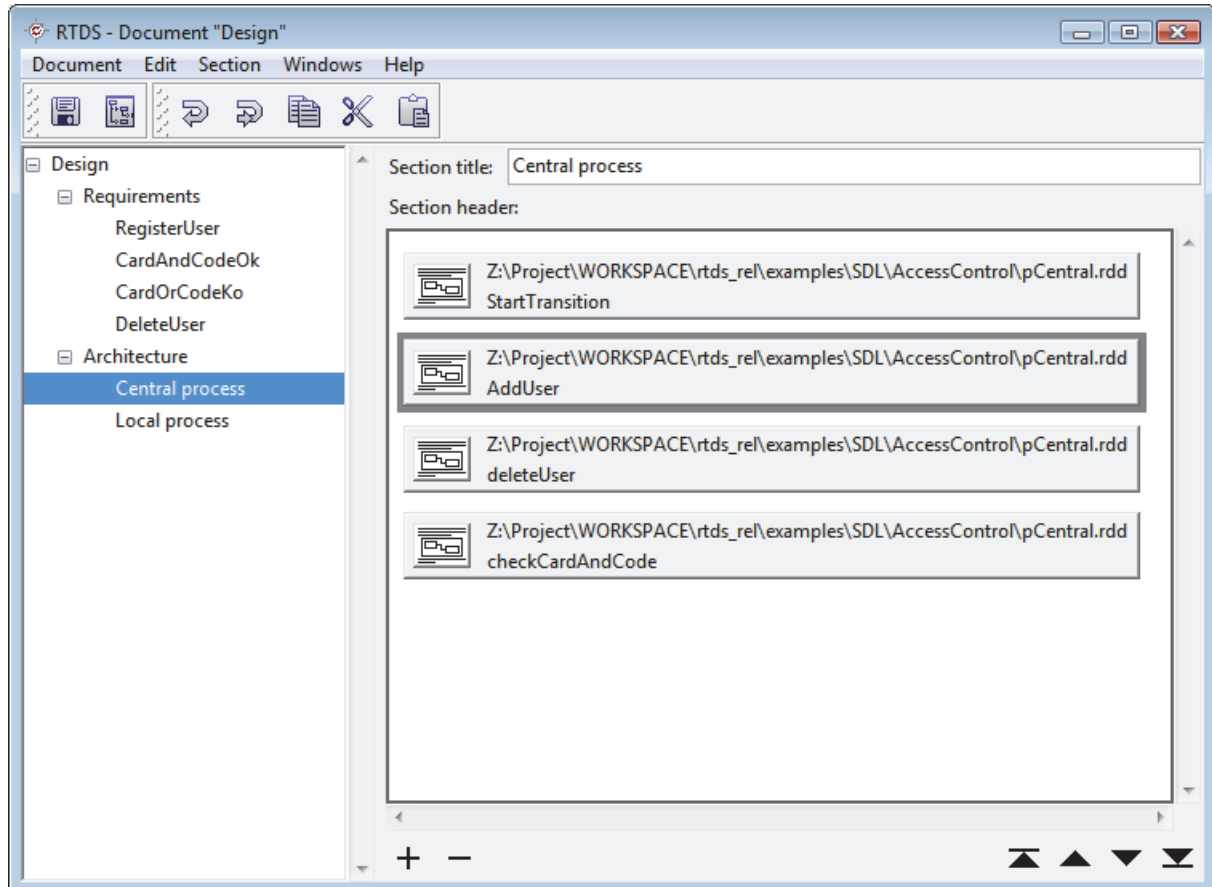 RTDS - Document "Design"
Document Edit Section Windows Help
Design
Requirements
RegisterUser
CardAndCodeOk
CardOrCodeKo
DeleteUser
Architecture
Central process
Local process
Section title: Central process
Section header:
Z:\Project\WORKSPACE\rtds_rel\examples\SDL\AccessControl\pCentral.rdd
StartTransition
Z:\Project\WORKSPACE\rtds_rel\examples\SDL\AccessControl\pCentral.rdd
AddUser
Z:\Project\WORKSPACE\rtds_rel\examples\SDL\AccessControl\pCentral.rdd
deleteUser
Z:\Project\WORKSPACE\rtds_rel\examples\SDL\AccessControl\pCentral.rdd
checkCardAndCode